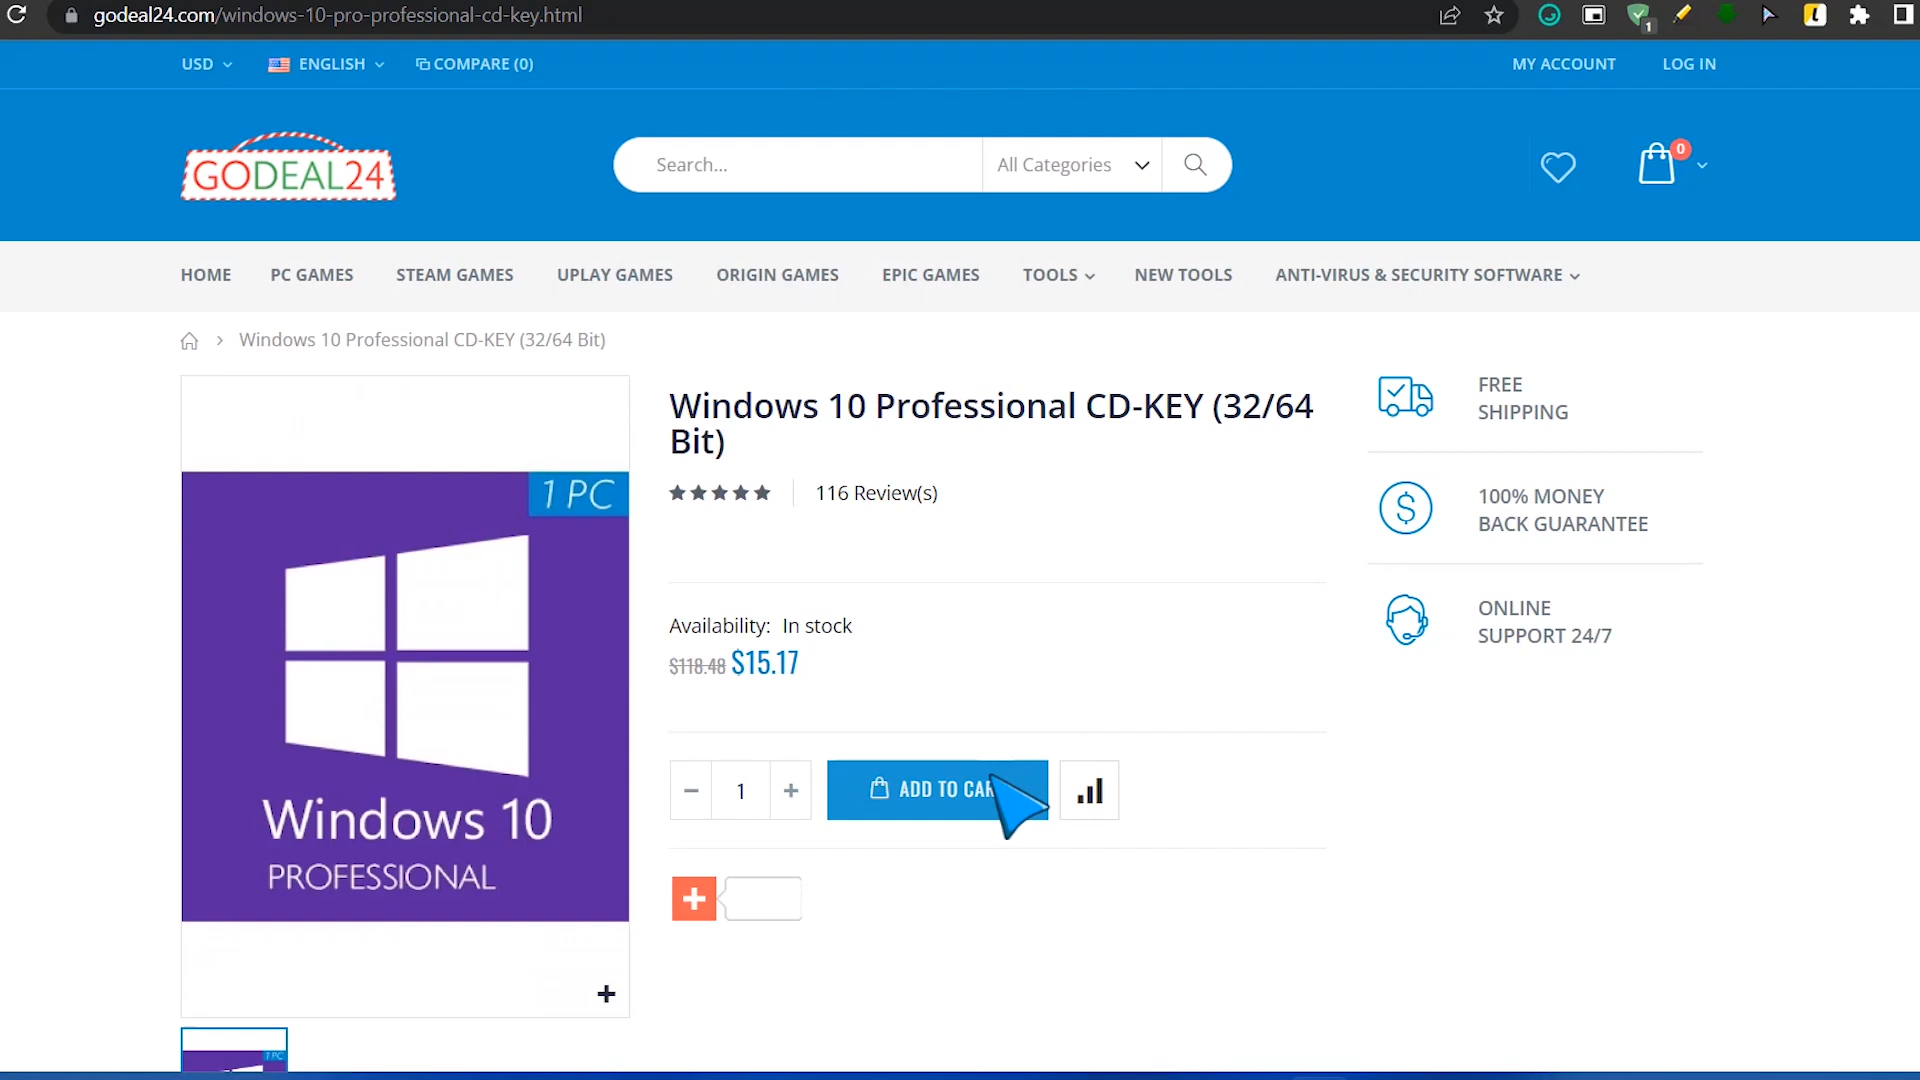 godeal24.com/windows-10-pro-professional-cd-key.html
1
USD
ENGLISH
COMPARE (0)
MY ACCOUNT
LOG IN
GODEAL24
Search...
All Categories
0
HOME
PC GAMES
STEAM GAMES
UPLAY GAMES
ORIGIN GAMES
EPIC GAMES
TOOLS
NEW TOOLS
ANTI-VIRUS & SECURITY SOFTWARE
Windows 10 Professional CD-KEY (32/64 Bit)
1 PC
Windows 10
PROFESSIONAL
Windows 10 Professional CD-KEY (32/64
Bit)
116 Review(s)
Availability: In stock
$118.48 $15.17
- 1 +
ADD TO CAR
FREE
SHIPPING
100% MONEY
BACK GUARANTEE
ONLINE
SUPPORT 24/7
1 PC